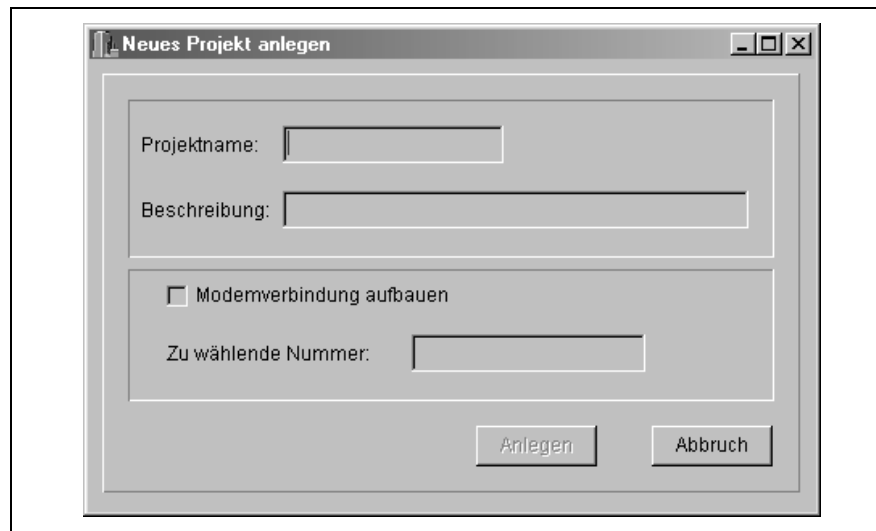 Neues Projekt anlegen
Projektname:
Beschreibung:
Modemverbindung aufbauen
Zu wählende Nummer:
Anlegen Abbruch